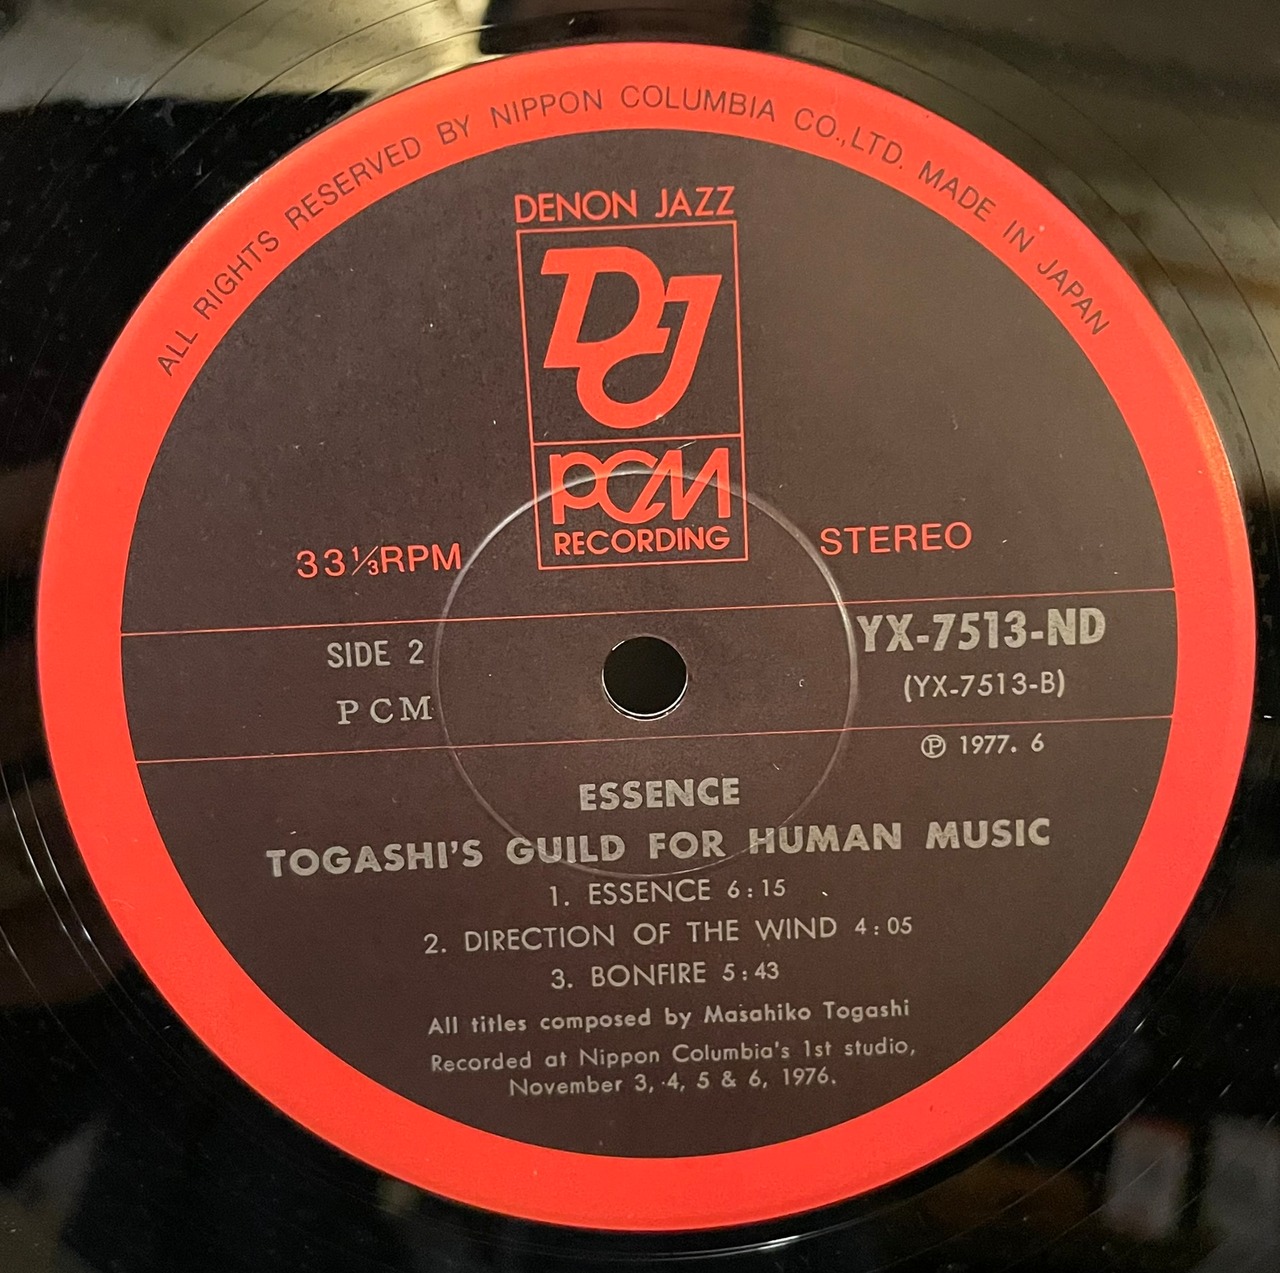 ALL RIGHTS RESERVED BY NIPPON COLUMBIA CO.,LTD. MADE IN JAPAN
DENON JAZZ
DJ
PCM
RECORDING
33⅓RPM
STEREO
SIDE 2
PCM
YX-7513-ND
(YX-7513-B)
Ⓟ 1977. 6
ESSENCE
TOGASHI'S GUILD FOR HUMAN MUSIC
1. ESSENCE 6:15
2. DIRECTION OF THE WIND 4:05
3. BONFIRE 5:43
All titles composed by Masahiko Togashi
Recorded at Nippon Columbia's 1st studio,
November 3, 4, 5 & 6, 1976.